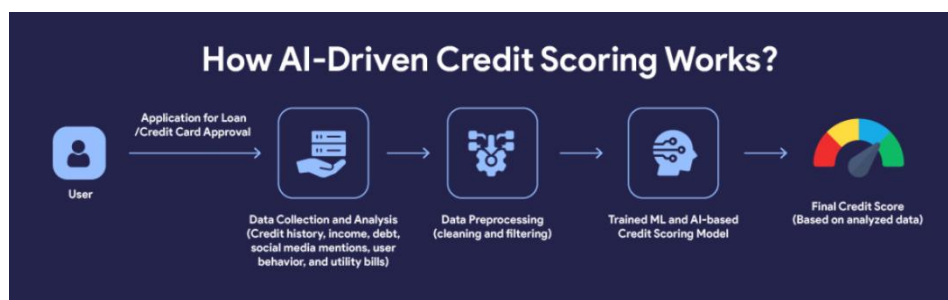 How AI-Driven Credit Scoring Works?
Application for Loan
/Credit Card Approval
User
Data Collection and Analysis
(Credit history, income, debt,
social media mentions, user
behavior, and utility bills)
Data Preprocessing
(cleaning and filtering)
Trained ML and AI-based
Credit Scoring Model
Final Credit Score
(Based on analyzed data)